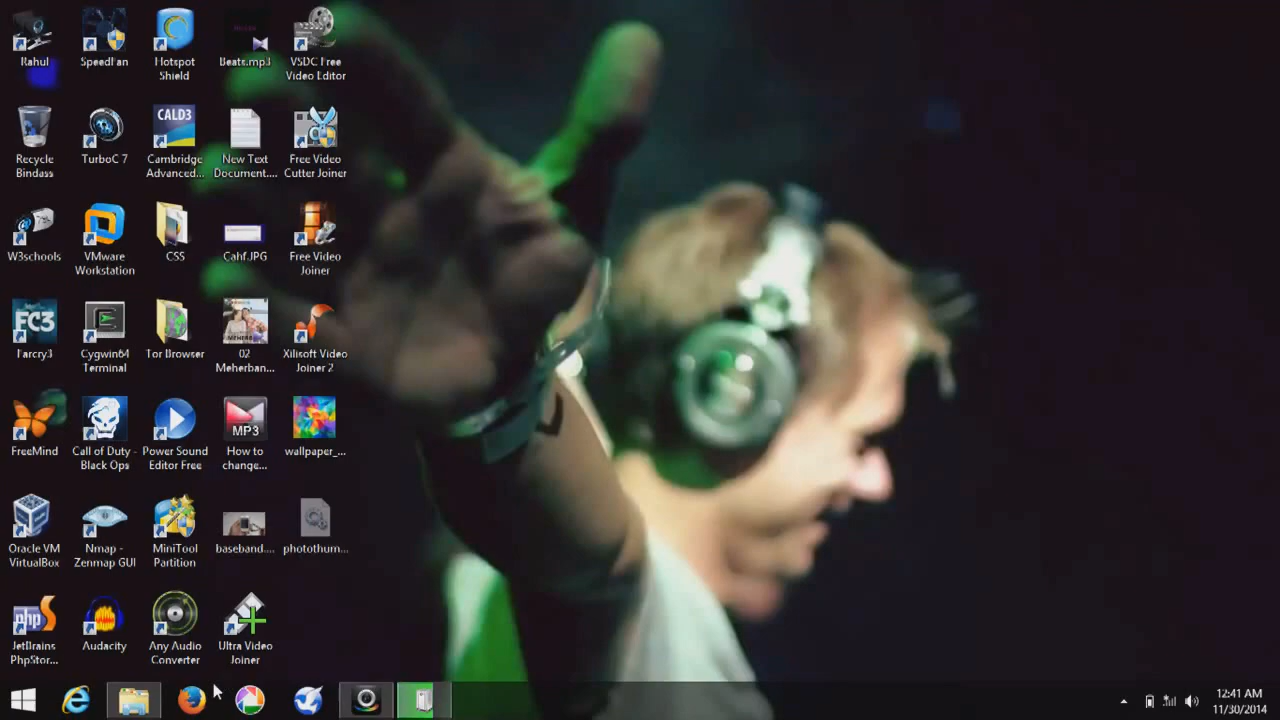 Rahul
SpeedFan
Hotspot
Shield
Beats.mp3
VSDC Free
Video Editor
Recycle
Bindass
TurboC 7
CALD3
Cambridge
Advanced...
New Text
Document....
Free Video
Cutter Joiner
W3schools
VMware
Workstation
CSS
Cahf.JPG
Free Video
Joiner
FC3
Farcry3
Cygwin64
Terminal
Tor Browser
02
Meherban...
Xilisoft Video
Joiner 2
FreeMind
Call of Duty -
Black Ops
Power Sound
Editor Free
MP3
How to
change...
wallpaper_...
Oracle VM
VirtualBox
Nmap -
Zenmap GUI
MiniTool
Partition
baseband....
photothum...
php
JetBrains
PhpStor...
Audacity
Any Audio
Converter
Ultra Video
Joiner
12:41 AM
11/30/2014